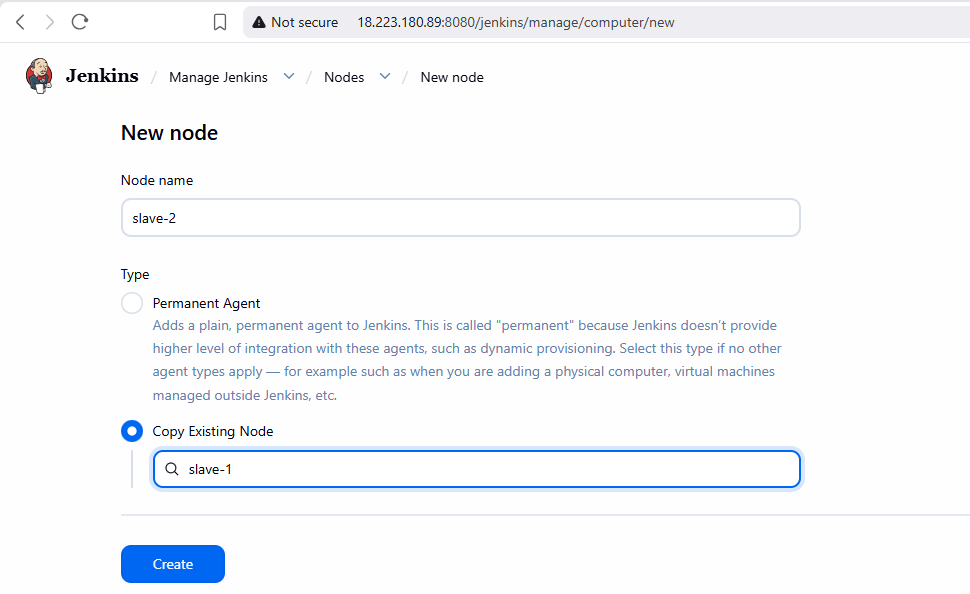 Not secure 18.223.180.89:8080/jenkins/manage/computer/new
Jenkins / Manage Jenkins / Nodes / New node
New node
Node name
slave-2
Type
Permanent Agent
Adds a plain, permanent agent to Jenkins. This is called "permanent" because Jenkins doesn’t provide
higher level of integration with these agents, such as dynamic provisioning. Select this type if no other
agent types apply — for example such as when you are adding a physical computer, virtual machines
managed outside Jenkins, etc.
Copy Existing Node
slave-1
Create